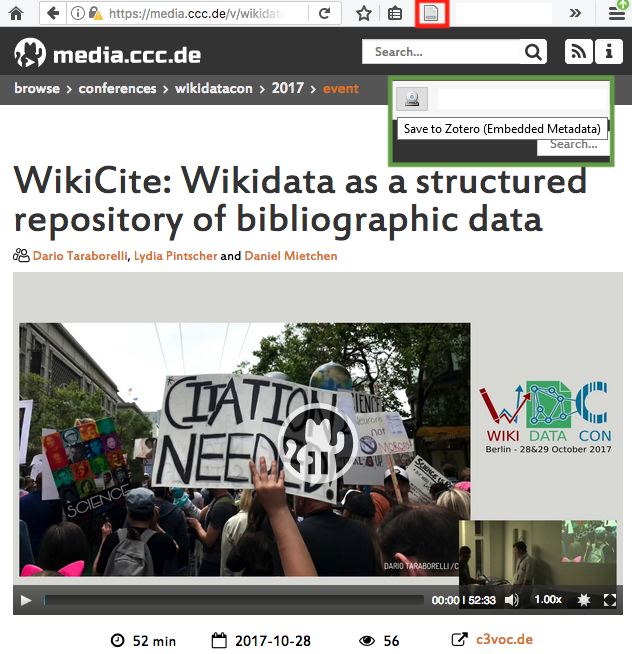 https://media.ccc.de/v/wikidata
media.ccc.de
Search...
browse > conferences > wikidatacon > 2017 > event
Save to Zotero (Embedded Metadata)
Search...
WikiCite: Wikidata as a structured
repository of bibliographic data
Dario Taraborelli, Lydia Pintscher and Daniel Mietchen
CITATION
NEEDED!
SCIENCE
SCIENCE
not
WIKI DATA CON
Berlin - 28&29 October 2017
DARIO TARABORELLI /C
00:00 | 52:33
1.00x
52 min
2017-10-28
56
c3voc.de